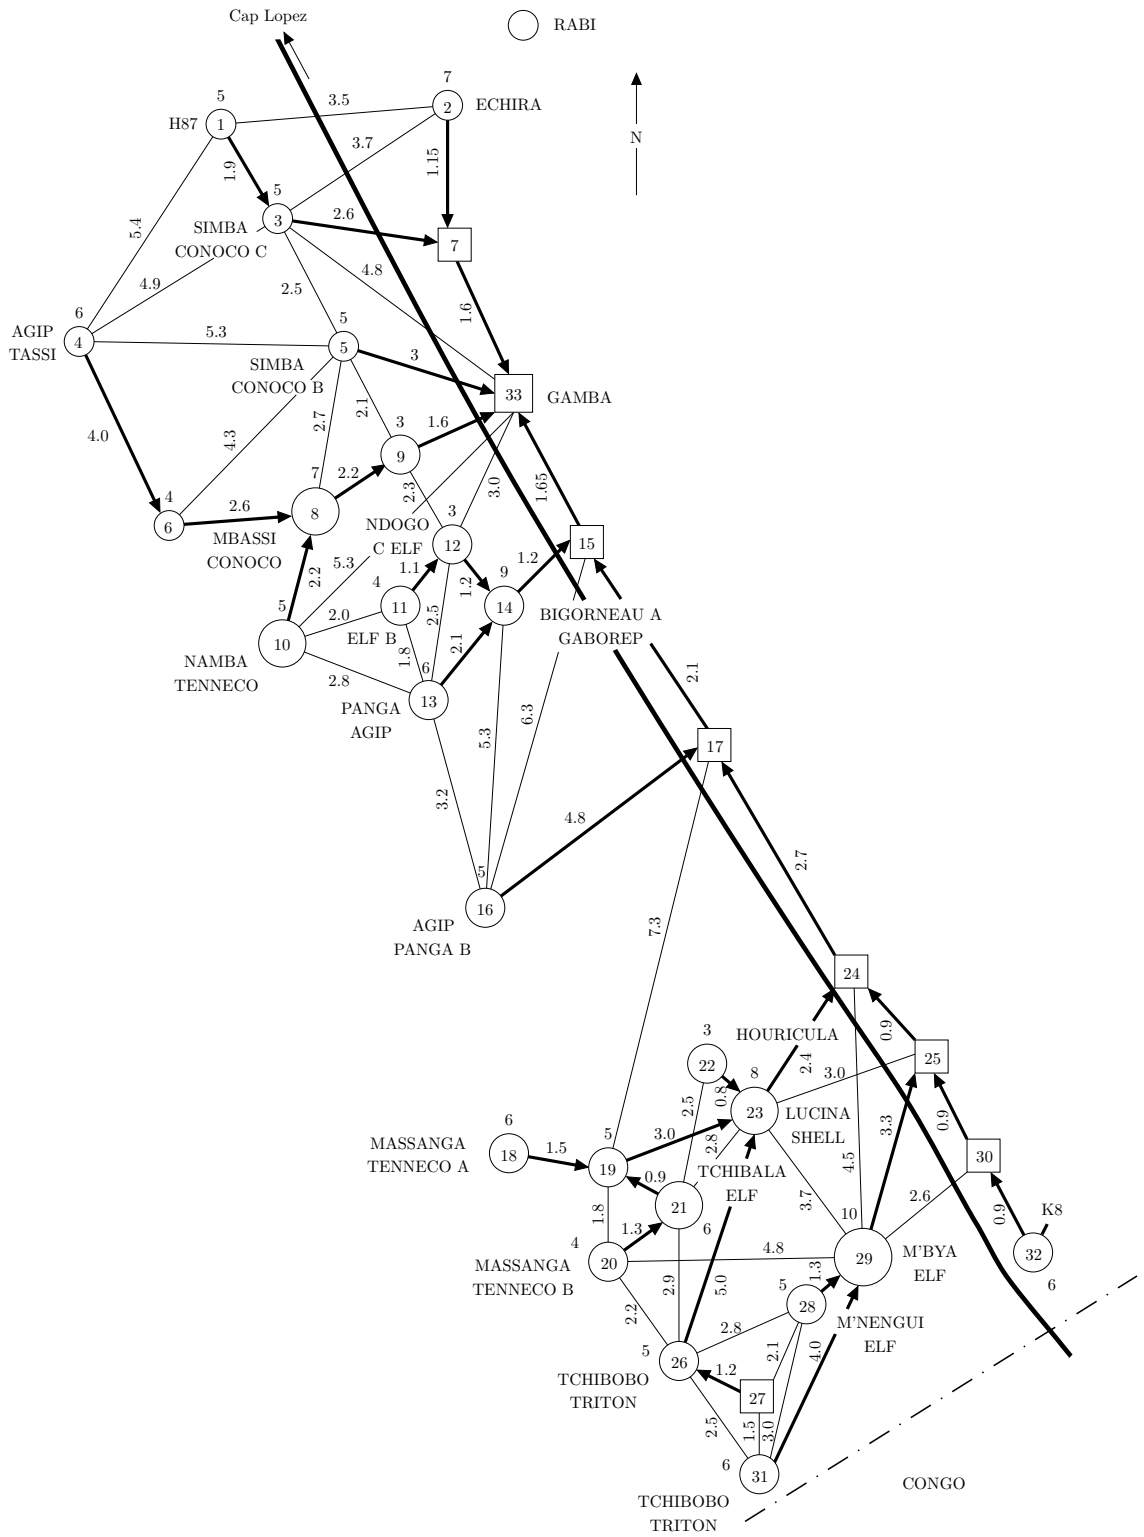 Cap Lopez
RABI
7
5
3.5
2
ECHIRA
H87
1
3.7
N
1.9
1.15
5
3
2.6
SIMBA
CONOCO C
7
5.4
4.8
4.9
2.5
6
5
1.6
AGIP
TASSI
4
5.3
5
3
SIMBA
CONOCO B
33
GAMBA
2.7
2.1
3
1.6
4.0
4.3
9
7
2.2
2.3
3.0
1.65
4
2.6
8
3
NDOGO
C ELF
6
MBASSI
CONOCO
12
15
5.3
1.1
9
1.2
2.2
4
1.2
5
2.0
11
14
BIGORNEAU A
GABOREP
2.5
ELF B
10
1.8
2.1
NAMBA
TENNECO
2.8
6
13
2.1
PANGA
AGIP
6.3
5.3
17
3.2
4.8
2.7
5
16
AGIP
PANGA B
7.3
24
3
HOURICULA
0.9
22
8
2.4
25
3.0
0.8
2.5
23
LUCINA
SHELL
3.3
0.9
6
5
3.0
2.8
MASSANGA
TENNECO A
18
1.5
19
0.9
TCHIBALA
ELF
4.5
30
21
3.7
2.6
0.9
K8
1.8
1.3
6
10
4
4.8
32
MASSANGA
TENNECO B
20
29
M'BYA
ELF
6
2.9
5.0
1.3
5
2.2
28
M'NENGUI
ELF
2.8
5
26
2.1
4.0
TCHIBOBO
TRITON
1.2
27
2.5
1.5
3.0
6
31
CONGO
TCHIBOBO
TRITON